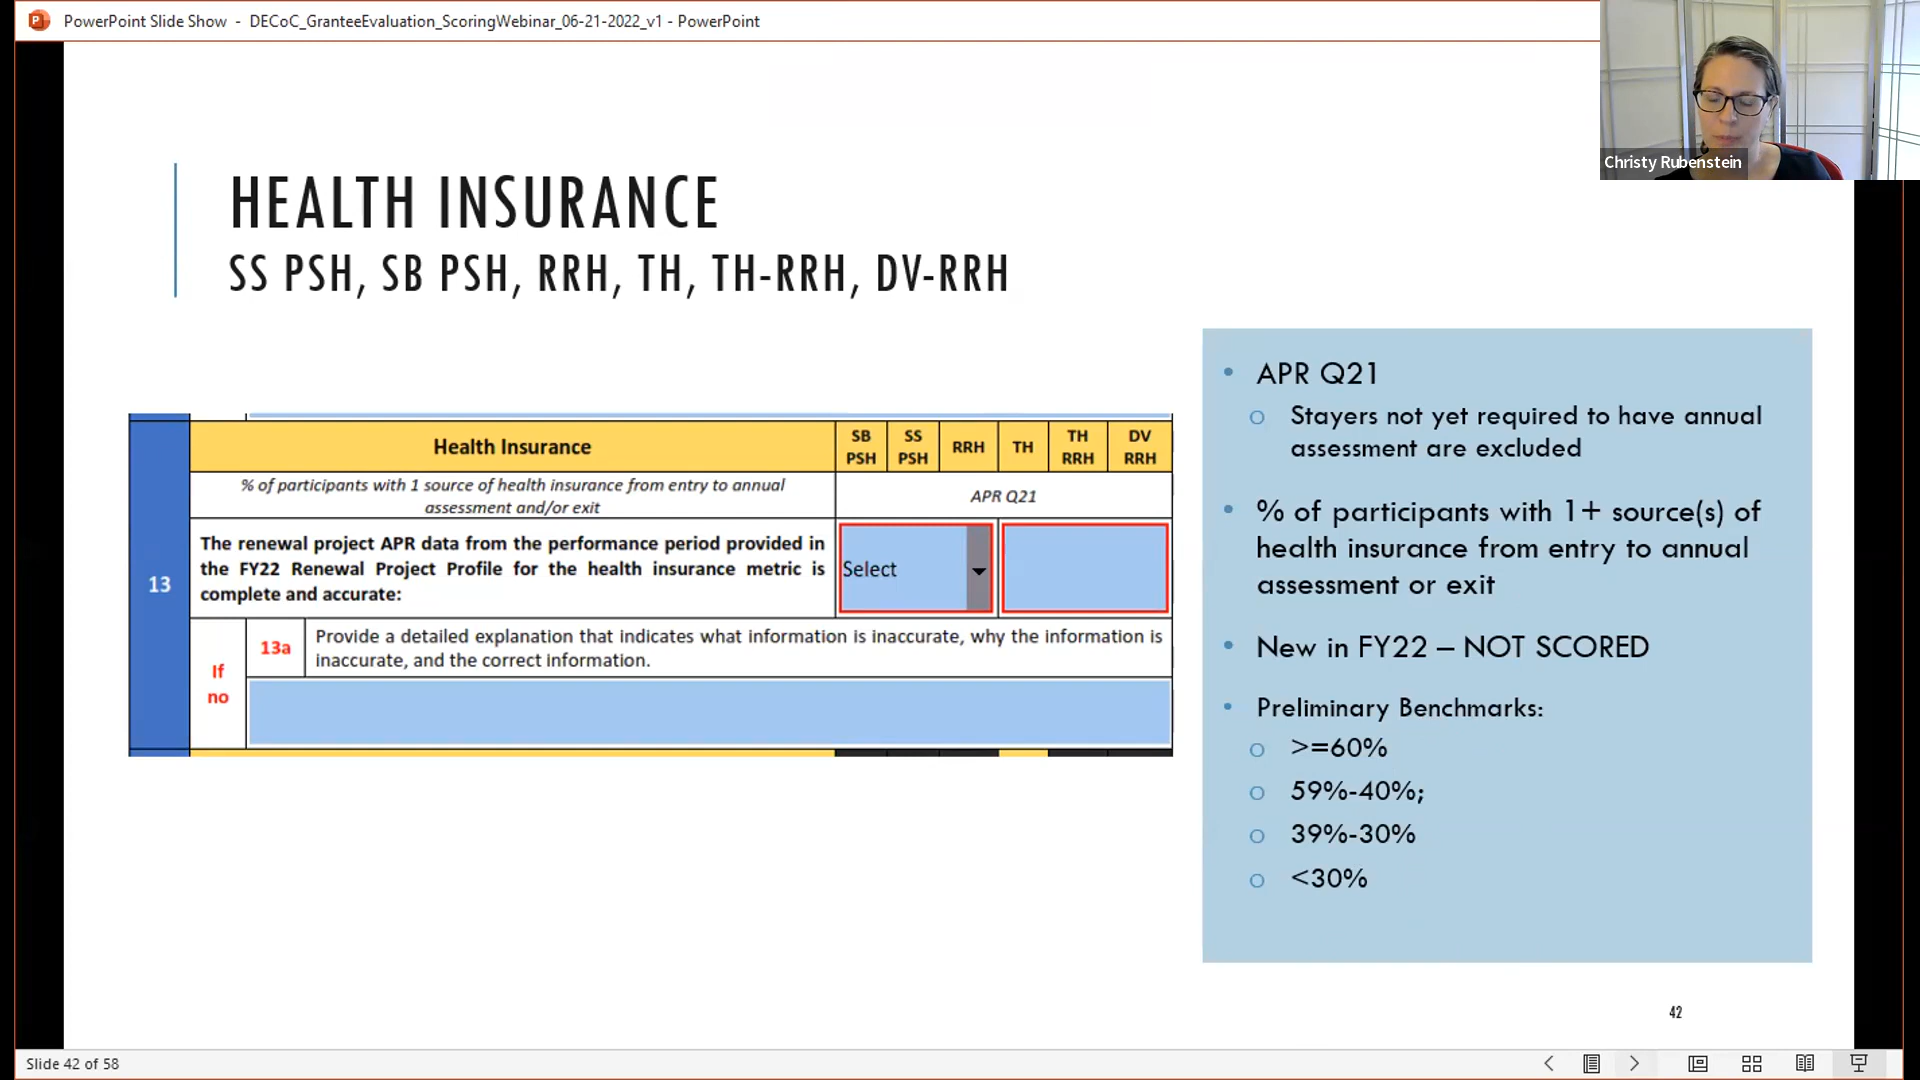 PowerPoint Slide Show - DECoC_GranteeEvaluation_ScoringWebinar_06-21-2022_v1 - PowerPoint
Christy Rubenstein
HEALTH INSURANCE
SS PSH, SB PSH, RRH, TH, TH-RRH, DV-RRH
13
Health Insurance
SB PSH
SS PSH
RRH
TH
TH RRH
DV RRH
% of participants with 1 source of health insurance from entry to annual
assessment and/or exit
APR Q21
The renewal project APR data from the performance period provided in
the FY22 Renewal Project Profile for the health insurance metric is
complete and accurate:
Select
If
no
13a
Provide a detailed explanation that indicates what information is inaccurate, why the information is
inaccurate, and the correct information.
• APR Q21
o Stayers not yet required to have annual
assessment are excluded
• % of participants with 1+ source(s) of
health insurance from entry to annual
assessment or exit
• New in FY22 – NOT SCORED
• Preliminary Benchmarks:
o >=60%
o 59%-40%;
o 39%-30%
o <30%
42
Slide 42 of 58